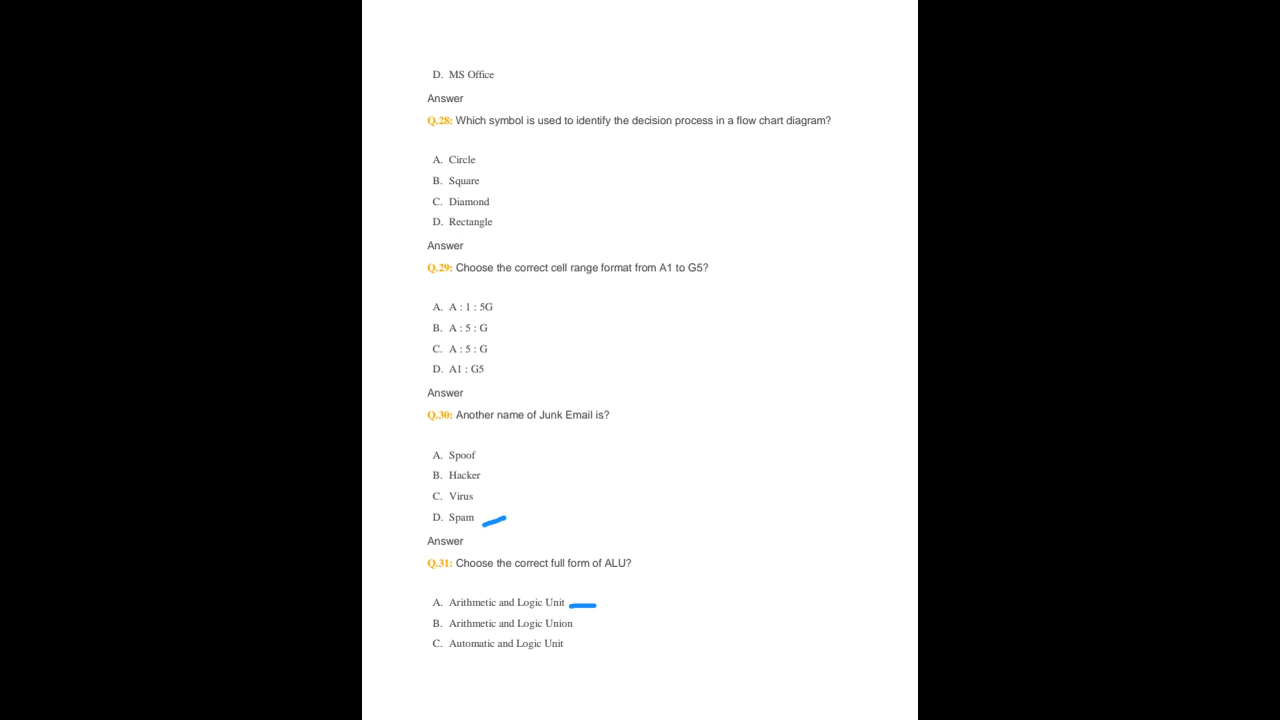 D. MS Office
Answer
Q.28: Which symbol is used to identify the decision process in a flow chart diagram?
A. Circle
B. Square
C. Diamond
D. Rectangle
Answer
Q.29: Choose the correct cell range format from A1 to G5?
A. A : 1 : 5G
B. A : 5 : G
C. A : 5 : G
D. A1 : G5
Answer
Q.30: Another name of Junk Email is?
A. Spoof
B. Hacker
C. Virus
D. Spam
Answer
Q.31: Choose the correct full form of ALU?
A. Arithmetic and Logic Unit
B. Arithmetic and Logic Union
C. Automatic and Logic Unit